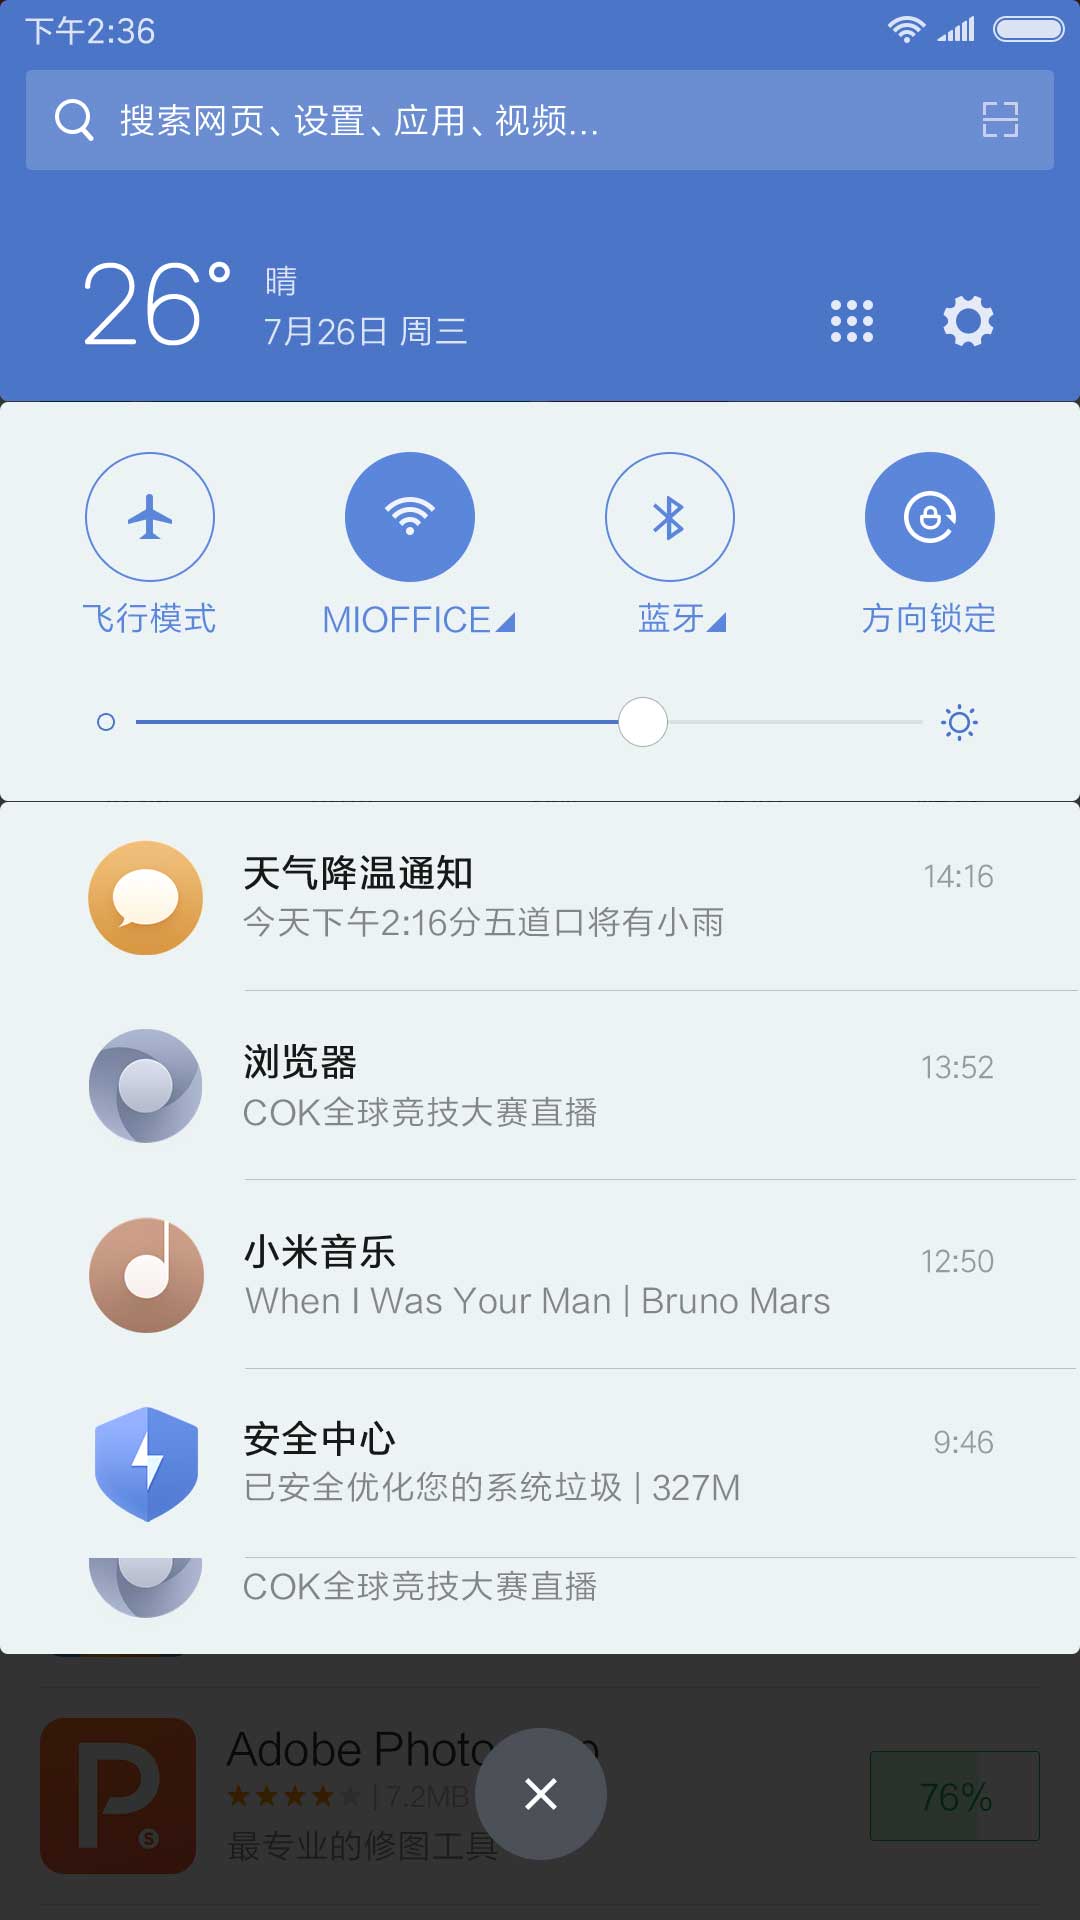 下午2:36
搜索网页、设置、应用、视频...
26°
晴
7月26日 周三
飞行模式
MIOFFICE
蓝牙
方向锁定
天气降温通知
14:16
今天下午2:16分五道口将有小雨
浏览器
13:52
COK全球竞技大赛直播
小米音乐
12:50
When I Was Your Man | Bruno Mars
安全中心
9:46
已安全优化您的系统垃圾 | 327M
COK全球竞技大赛直播
Adobe
| 7.2MB
76%
最专业的修图工具